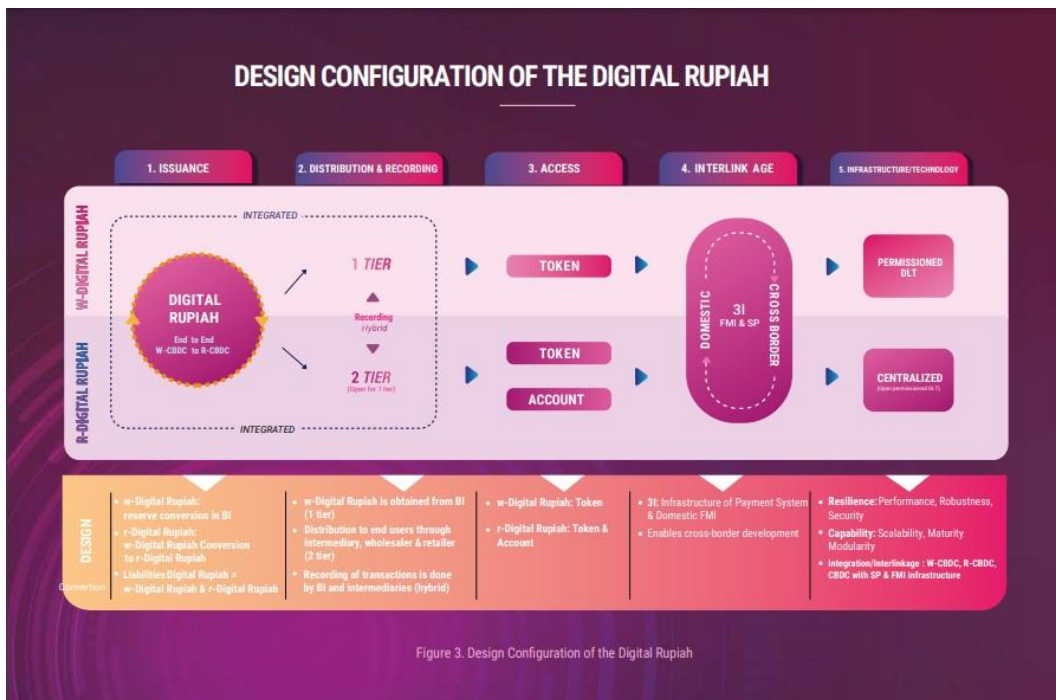 DESIGN CONFIGURATION OF THE DIGITAL RUPIAH
1. ISSUANCE
2. DISTRIBUTION & RECORDING
3. ACCESS
4. INTERLINK AGE
5. INFRASTRUCTURE/TECHNOLOGY
W-DIGITAL RUPIAH
R-DIGITAL RUPIAH
INTEGRATED
DIGITAL
RUPIAH
End to End
W-CBDC to R-CBDC
1 TIER
Recording
Hybrid
2 TIER
(Open for 1 tier)
INTEGRATED
TOKEN
TOKEN
ACCOUNT
DOMESTIC
3I
FMI & SP
CROSS BORDER
PERMISSIONED
DLT
CENTRALIZED
(Open permissioned DLT)
DESIGN
Convertion
• w-Digital Rupiah:
reserve conversion in BI
• r-Digital Rupiah:
w-Digital Rupiah Conversion
to r-Digital Rupiah
• Liabilities Digital Rupiah =
w-Digital Rupiah & r-Digital Rupiah
• w-Digital Rupiah is obtained from BI
(1 tier)
• Distribution to end users through
Intermediary, wholesaler & retailer
(2 tier)
• Recording of transactions is done
by BI and intermediaries (hybrid)
• w-Digital Rupiah: Token
• r-Digital Rupiah: Token &
Account
• 3I: Infrastructure of Payment System
& Domestic FMI
• Enables cross-border development
• Resilience: Performance, Robustness,
Security
• Capability: Scalability, Maturity
Modularity
• Integration/Interlinkage : W-CBDC, R-CBDC,
CBDC with SP & FMI infrastructure
Figure 3. Design Configuration of the Digital Rupiah